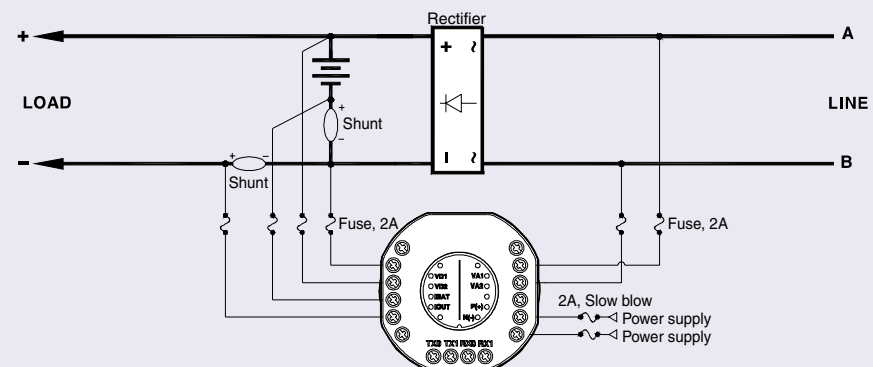 Rectifier
+ A
+ ~
LOAD
LINE
+
Shunt
-
- B
- ~
+ -
Shunt
Fuse, 2A
Fuse, 2A
VD1 VA1
VD2 VA2
IBAT
IOUT P(+)
N(-)
2A, Slow blow
Power supply
Power supply
TX0 TX1 RX0 RX1